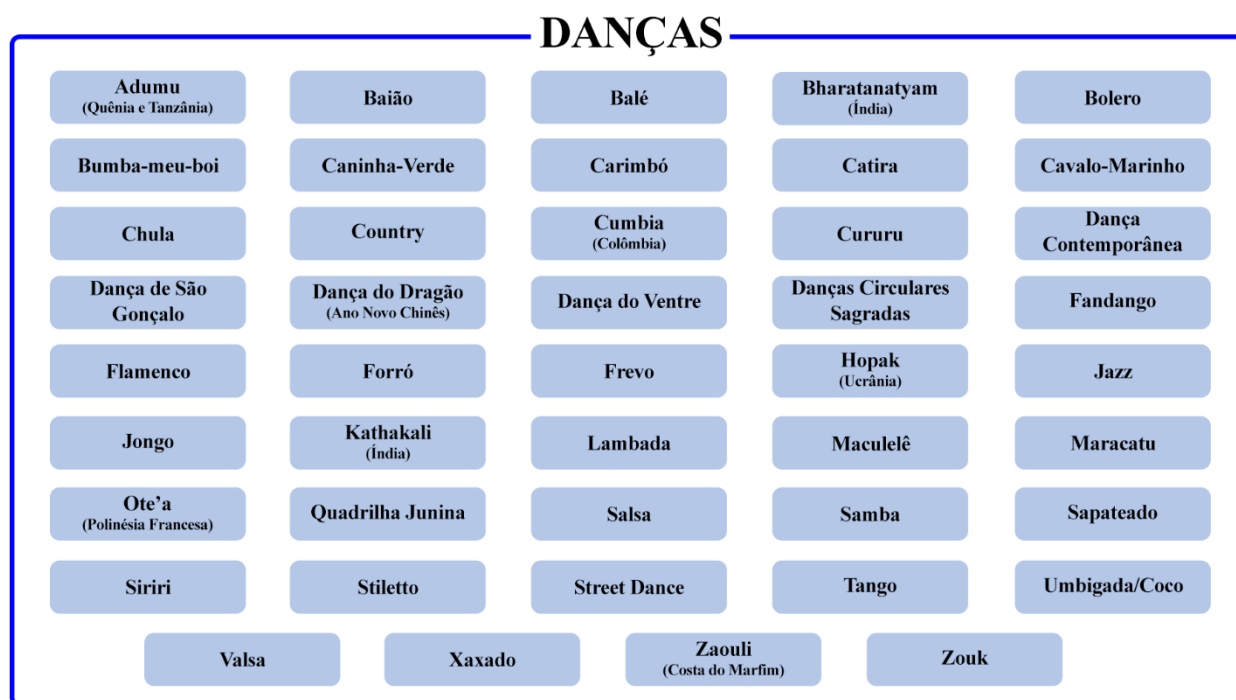 DANÇAS
Adumu
(Quênia e Tanzânia)
Baião
Balé
Bharatanatyam
(Índia)
Bolero
Bumba-meu-boi
Caninha-Verde
Carimbó
Catira
Cavalo-Marinho
Chula
Country
Cumbia
(Colômbia)
Cururu
Dança
Contemporânea
Dança de São
Gonçalo
Dança do Dragão
(Ano Novo Chinês)
Dança do Ventre
Danças Circulares
Sagradas
Fandango
Flamenco
Forró
Frevo
Hopak
(Ucrânia)
Jazz
Jongo
Kathakali
(Índia)
Lambada
Maculelê
Maracatu
Ote’a
(Polinésia Francesa)
Quadrilha Junina
Salsa
Samba
Sapateado
Siriri
Stiletto
Street Dance
Tango
Umbigada/Coco
Valsa
Xaxado
Zaouli
(Costa do Marfim)
Zouk